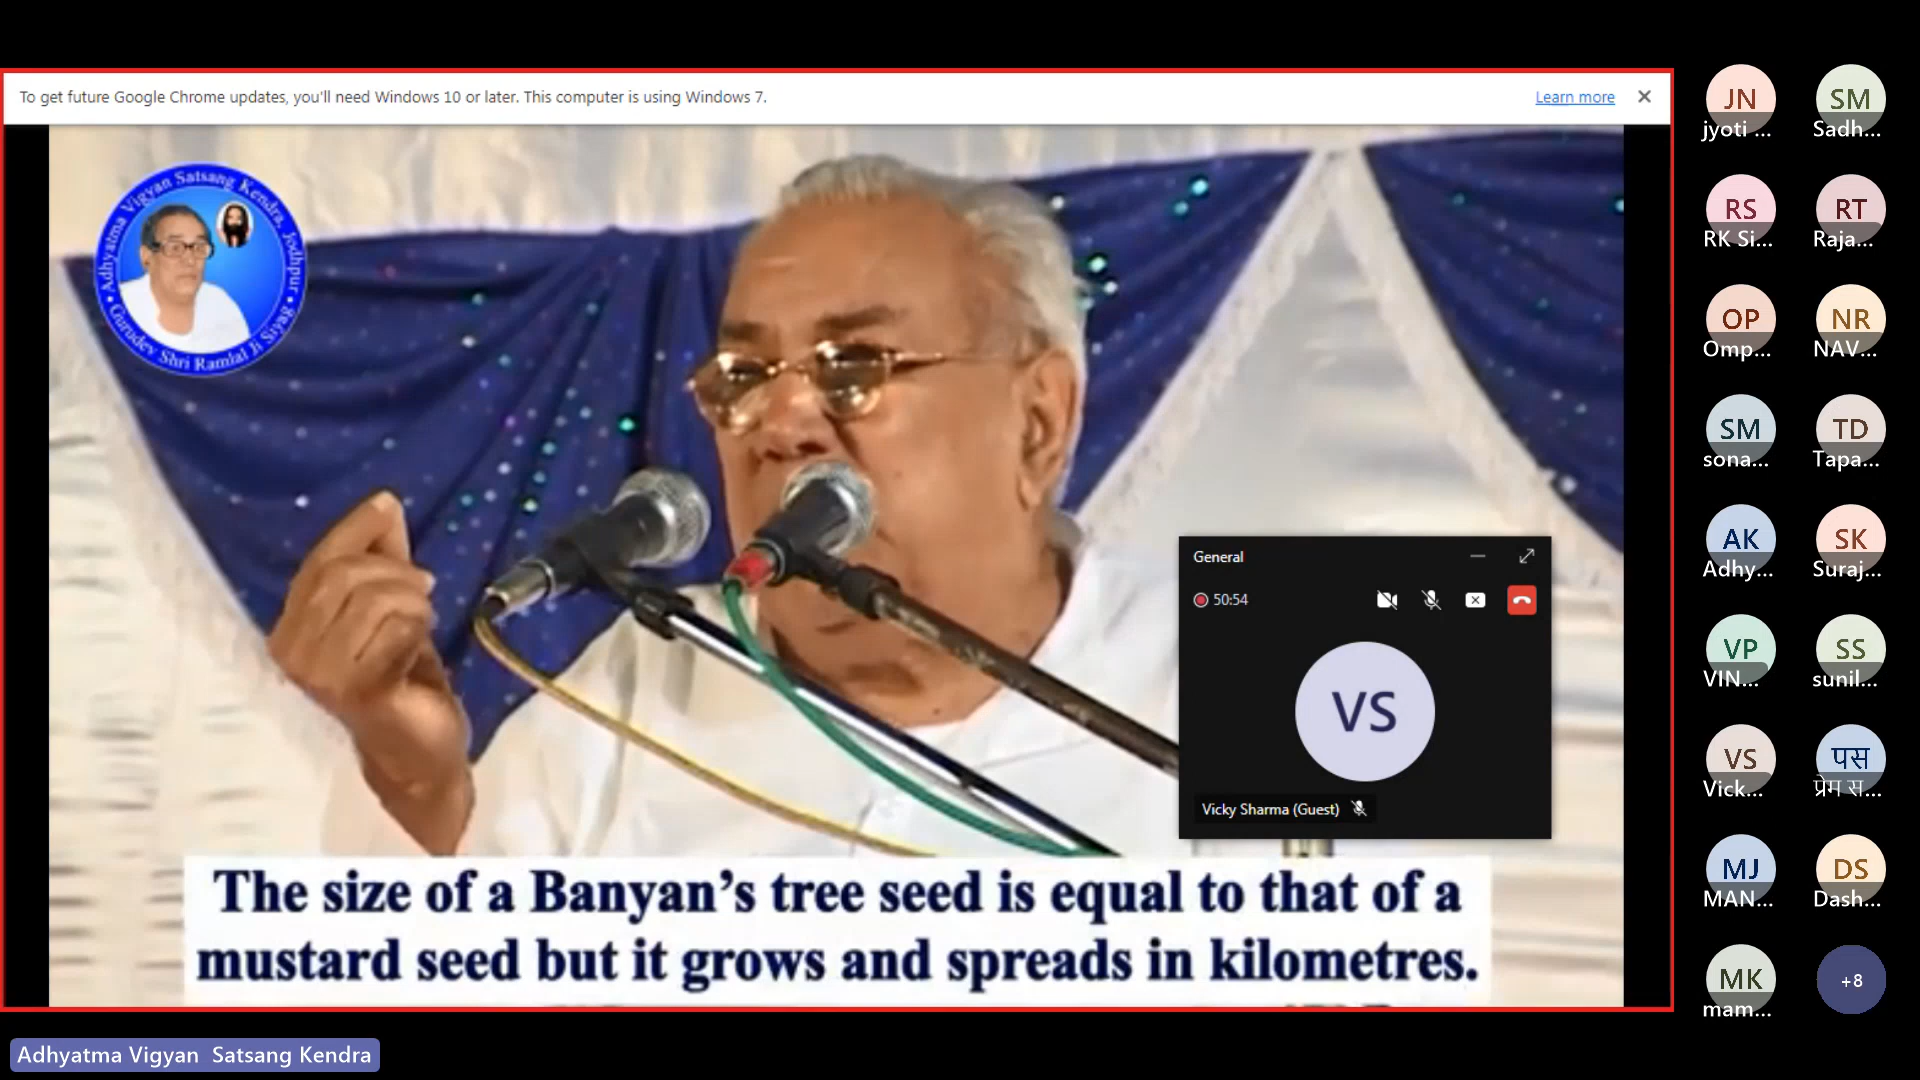 To get future Google Chrome updates, you'll need Windows 10 or later. This computer is using Windows 7.
Learn more
Adhyatma Vigyan Satsang Kendra, Jodhpur
Gurudev Shri Ramlal Ji Siyag
General
50:54
VS
Vicky Sharma (Guest)
The size of a Banyan’s tree seed is equal to that of a
mustard seed but it grows and spreads in kilometres.
Adhyatma Vigyan Satsang Kendra
JN
jyoti ...
SM
Sadh...
RS
RK Si...
RT
Raja...
OP
Omp...
NR
NAV...
SM
sona...
TD
Tapa...
AK
Adhy...
SK
Suraj...
VP
VIN...
SS
sunil...
VS
Vick...
पस
प्रेम स...
MJ
MAN...
DS
Dash...
MK
mam...
+8